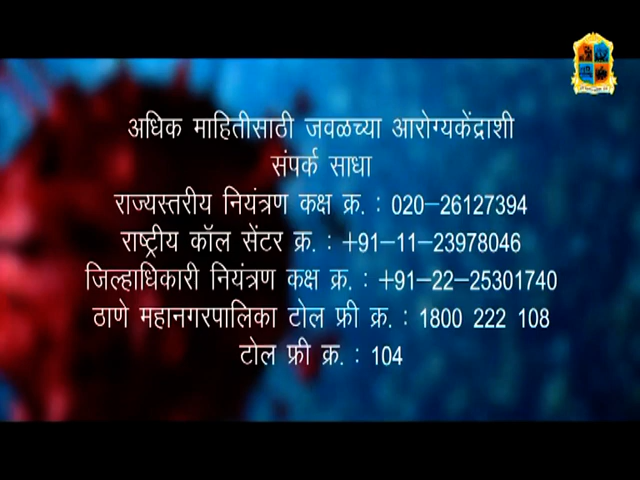 अधिक माहितीसाठी जवळच्या आरोग्यकेंद्राशी
संपर्क साधा
राज्यस्तरीय नियंत्रण कक्ष क्र. : 020–26127394
राष्ट्रीय कॉल सेंटर क्र. : +91–11–23978046
जिल्हाधिकारी नियंत्रण कक्ष क्र. : +91–22–25301740
ठाणे महानगरपालिका टोल फ्री क्र. : 1800 222 108
टोल फ्री क्र. : 104